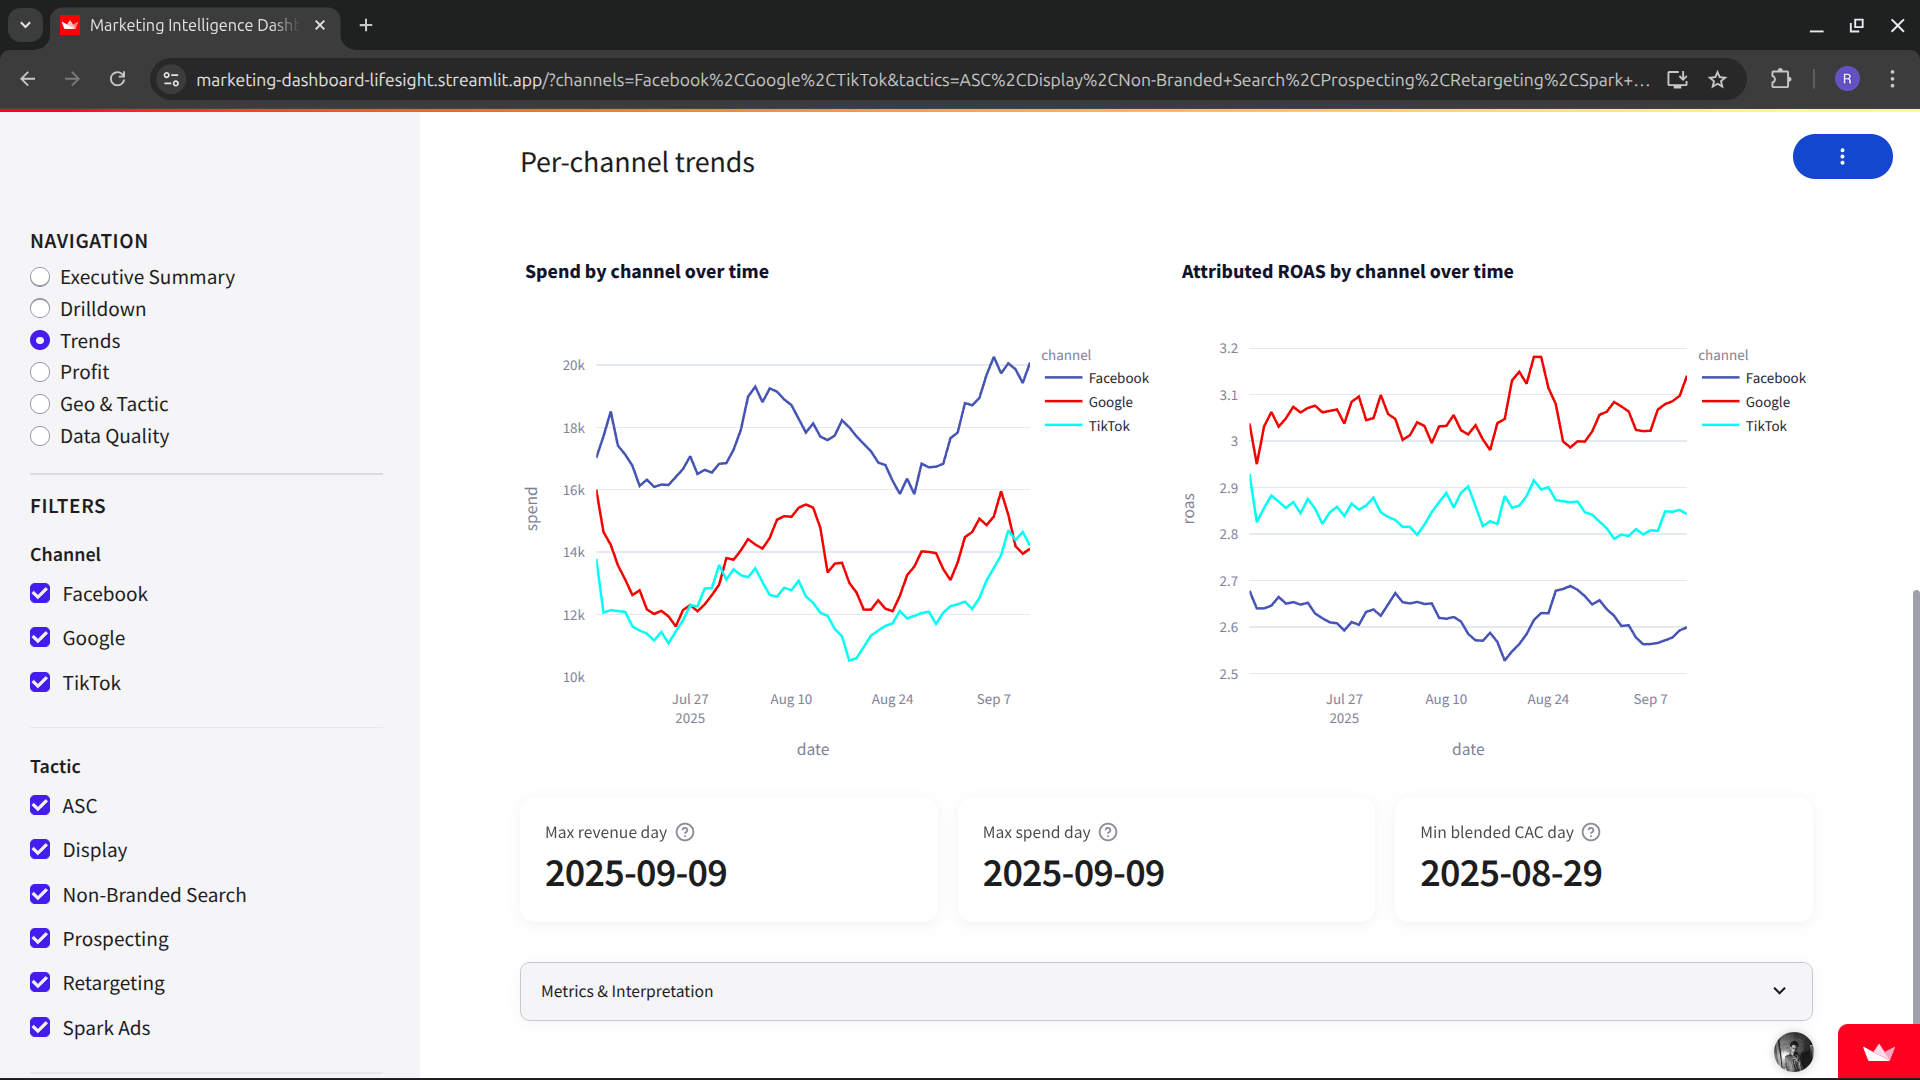 Marketing Intelligence Dash
marketing-dashboard-lifesight.streamlit.app/?channels=Facebook%2CGoogle%2CTikTok&tactics=ASC%2CDisplay%2CNon-Branded+Search%2CProspecting%2CRetargeting%2CSpark+...
R
NAVIGATION
Executive Summary
Drilldown
Trends
Profit
Geo & Tactic
Data Quality
FILTERS
Channel
Facebook
Google
TikTok
Tactic
ASC
Display
Non-Branded Search
Prospecting
Retargeting
Spark Ads
Per-channel trends
Spend by channel over time
20k
18k
16k
14k
12k
10k
spend
Jul 27
2025
Aug 10
Aug 24
Sep 7
date
channel
Facebook
Google
TikTok
Attributed ROAS by channel over time
3.2
3.1
3
2.9
2.8
2.7
2.6
2.5
roas
Jul 27
2025
Aug 10
Aug 24
Sep 7
date
channel
Facebook
Google
TikTok
Max revenue day
2025-09-09
Max spend day
2025-09-09
Min blended CAC day
2025-08-29
Metrics & Interpretation